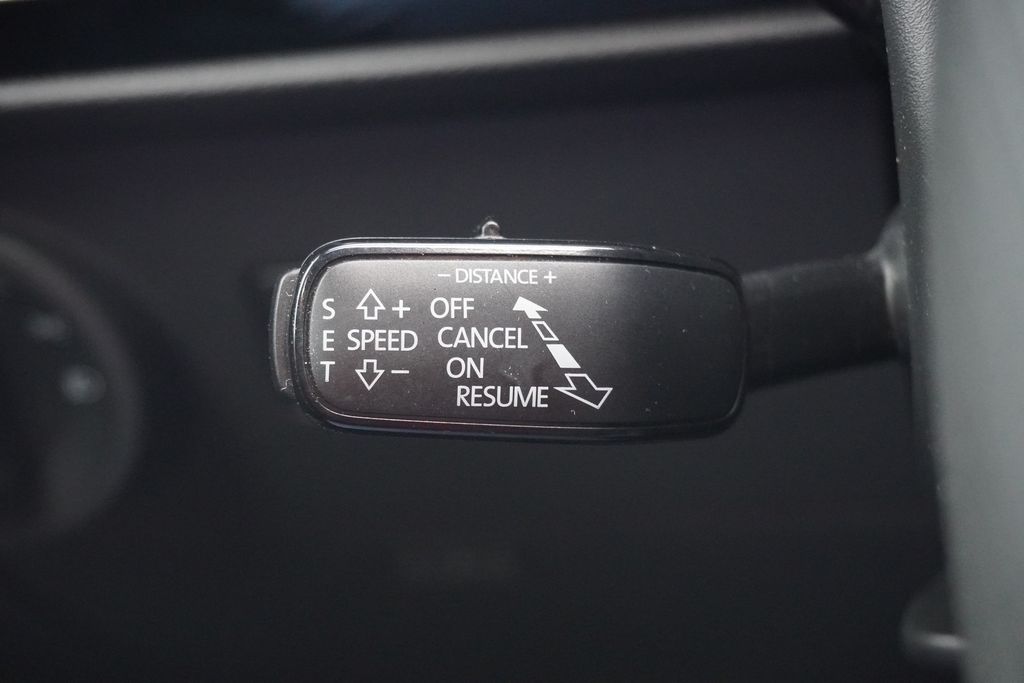 − DISTANCE +
S + OFF
E SPEED CANCEL
T − ON
RESUME